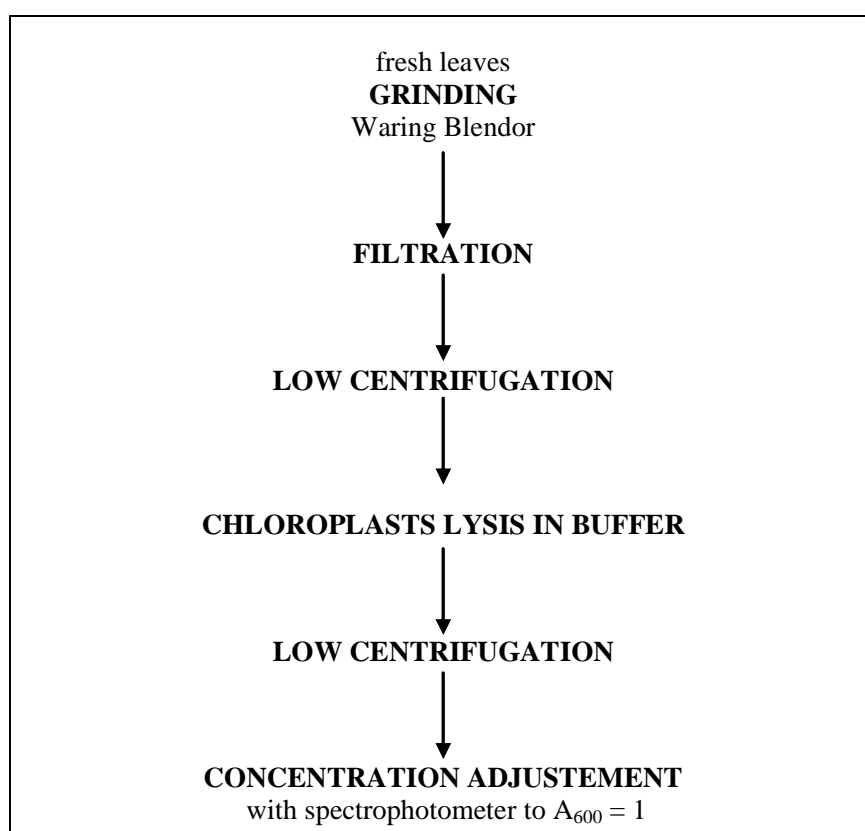 fresh leaves
GRINDING
Waring Blendor
FILTRATION
LOW CENTRIFUGATION
CHLOROPLASTS LYSIS IN BUFFER
LOW CENTRIFUGATION
CONCENTRATION ADJUSTEMENT
with spectrophotometer to A₆₀₀ = 1